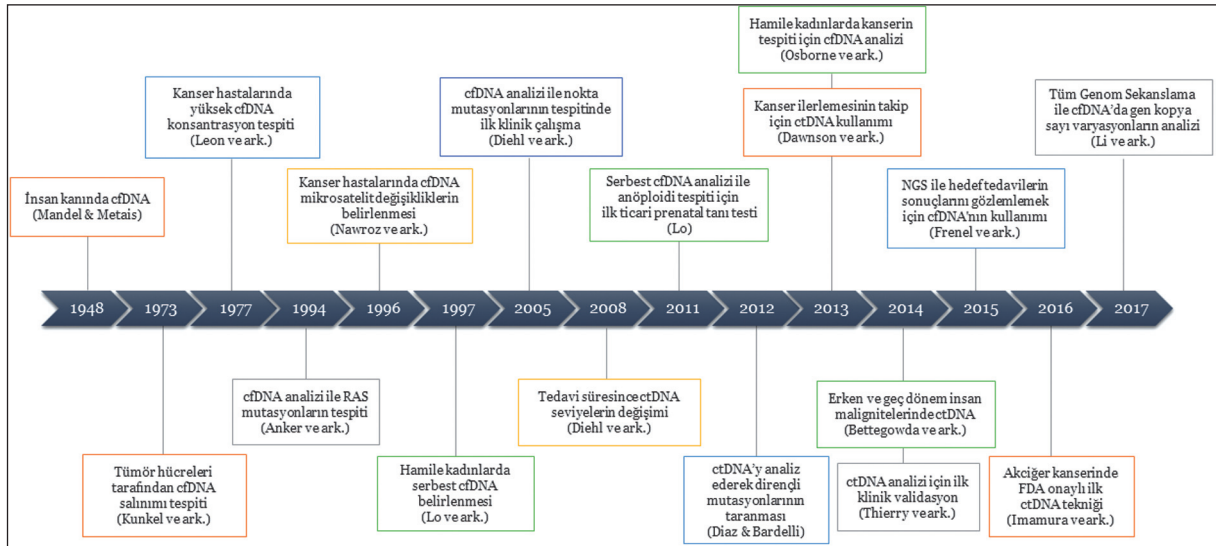 Hamile kadınlarda kanserin
tespiti için cfDNA analizi
(Osborne ve ark.)
Kanser hastalarında
yüksek cfDNA
konsantrasyon tespiti
(Leon ve ark.)
cfDNA analizi ile nokta
mutasyonlarının tespitinde
ilk klinik çalışma
(Diehl ve ark.)
Kanser ilerlemesinin takip
için ctDNA kullanımı
(Dawnson ve ark.)
Tüm Genom Sekanslama
ile cfDNA'da gen kopya
sayı varyasyonların analizi
(Li ve ark.)
İnsan kanında cfDNA
(Mandel & Metais)
Kanser hastalarında cfDNA
mikrosatelit değişikliklerin
belirlenmesi
(Nawroz ve ark.)
Serbest cfDNA analizi ile
anöploidi tespiti için
ilk ticari prenatal tanı testi
(Lo)
NGS ile hedef tedavilerin
sonuçlarını gözlemlemek
için cfDNA'nın kullanımı
(Frenel ve ark.)
1948 1973 1977 1994 1996 1997 2005 2008 2011 2012 2013 2014 2015 2016 2017
cfDNA analizi ile RAS
mutasyonların tespiti
(Anker ve ark.)
Tedavi süresince ctDNA
seviyelerin değişimi
(Diehl ve ark.)
Erken ve geç dönem insan
malignitelerinde ctDNA
(Bettegowda ve ark.)
Tümör hücreleri
tarafından cfDNA
salınımı tespiti
(Kunkel ve ark.)
Hamile kadınlarda
serbest cfDNA
belirlenmesi
(Lo ve ark.)
ctDNA'y analiz
ederek dirençli
mutasyonlarının
taranması
(Diaz & Bardelli)
ctDNA analizi için ilk
klinik validasyon
(Thierry ve ark.)
Akciğer kanserinde
FDA onaylı ilk
ctDNA tekniği
(Imamura ve ark.)